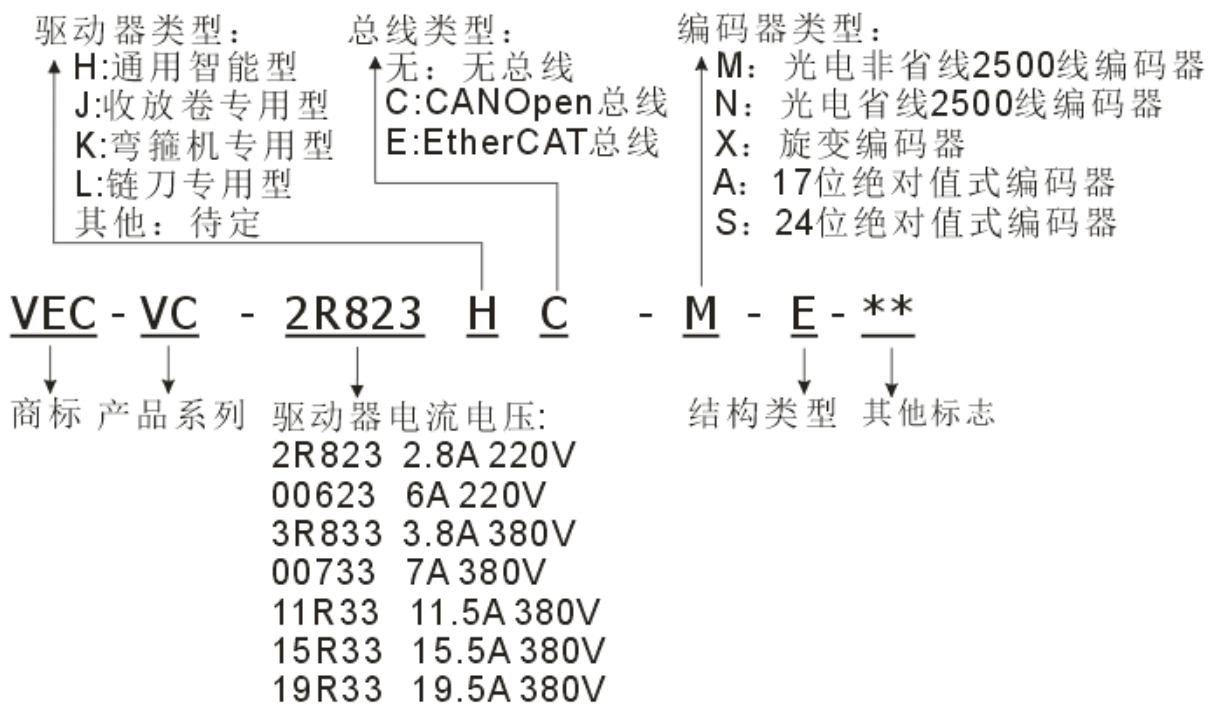 驱动器类型：
H:通用智能型
J:收放卷专用型
K:弯箍机专用型
L:链刀专用型
其他：待定
总线类型：
无：无总线
C:CANOpen总线
E:EtherCAT总线
编码器类型：
M：光电非省线2500线编码器
N：光电省线2500线编码器
X：旋变编码器
A：17位绝对值式编码器
S：24位绝对值式编码器
VEC - VC - 2R823 H C - M - E - **
商标 产品系列 驱动器电流电压: 结构类型 其他标志
2R823 2.8A 220V
00623 6A 220V
3R833 3.8A 380V
00733 7A 380V
11R33 11.5A 380V
15R33 15.5A 380V
19R33 19.5A 380V